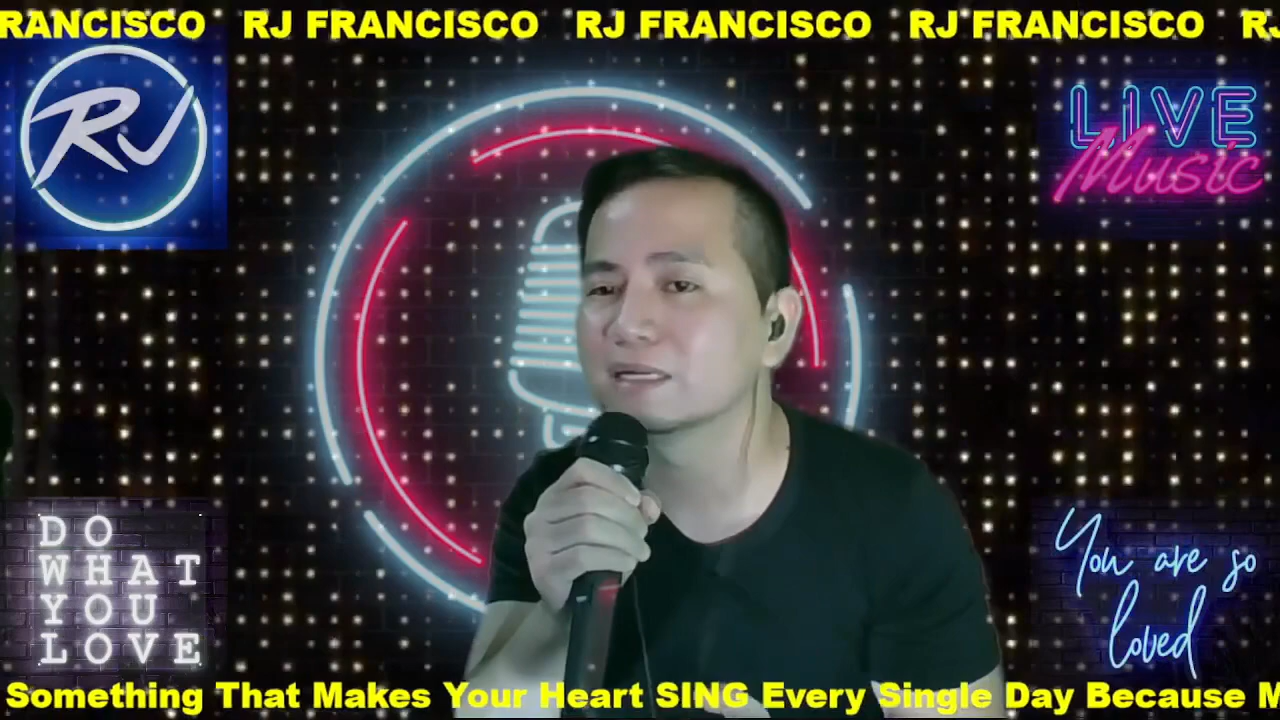 RANCISCO RJ FRANCISCO RJ FRANCISCO RJ FRANCISCO RJ
RJ
LIVE
Music
DO
WHAT
YOU
LOVE
You are so
loved
Something That Makes Your Heart SING Every Single Day Because